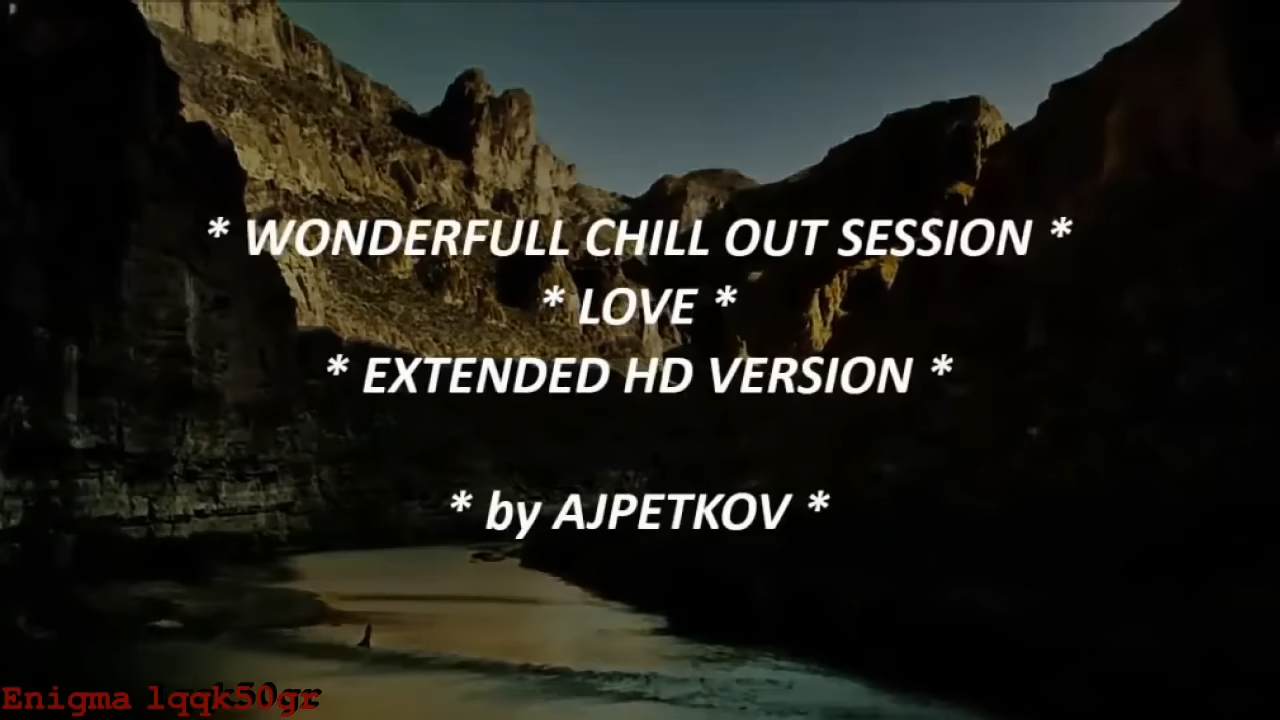 * WONDERFULL CHILL OUT SESSION *
* LOVE *
* EXTENDED HD VERSION *
* by AJPETKOV *
Enigma lqqk50gr